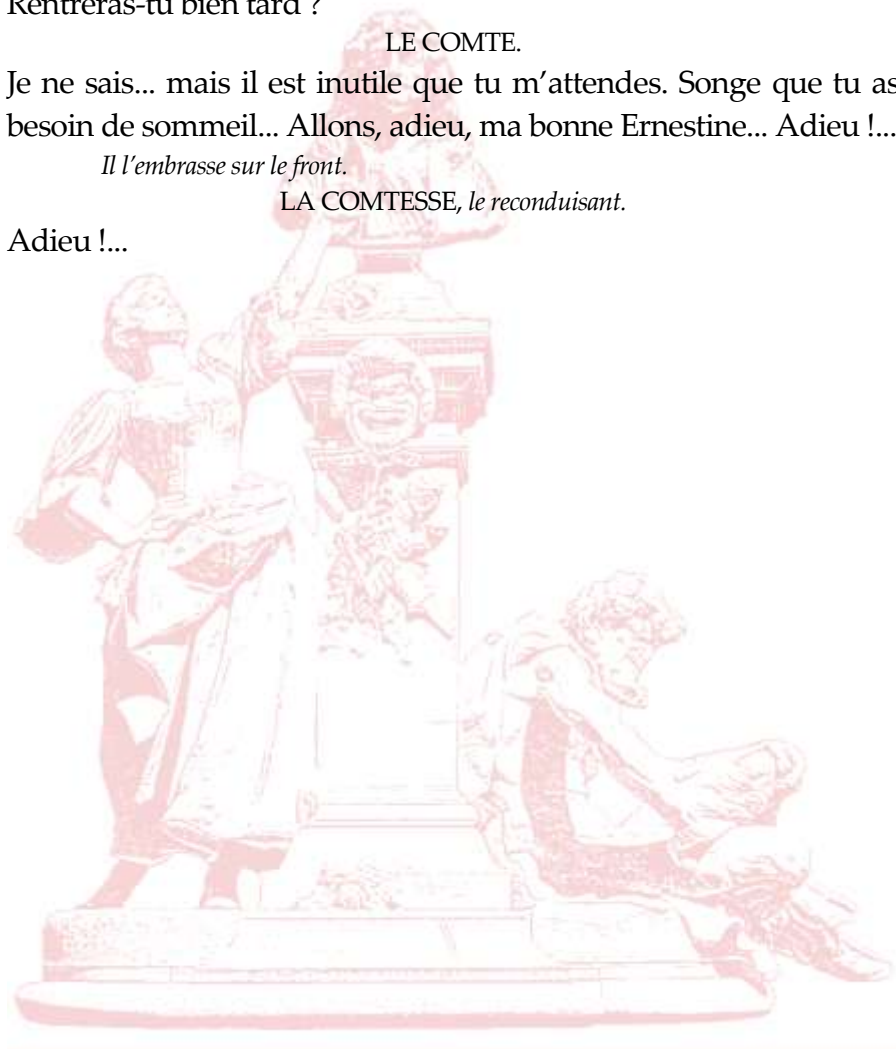 Rentreras-tu bien tard ?
LE COMTE.
Je ne sais... mais il est inutile que tu m’attendes. Songe que tu as
besoin de sommeil... Allons, adieu, ma bonne Ernestine... Adieu !...
Il l’embrasse sur le front.
LA COMTESSE, le reconduisant.
Adieu !...